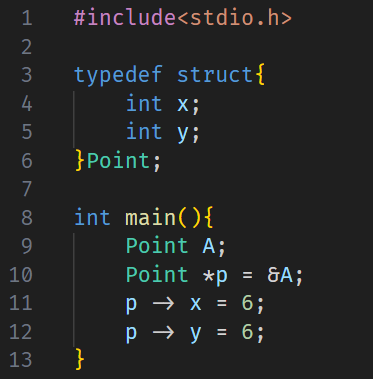 1 #include<stdio.h>
2
3 typedef struct{
4     int x;
5     int y;
6 }Point;
7
8 int main(){
9     Point A;
10     Point *p = &A;
11     p -> x = 6;
12     p -> y = 6;
13 }